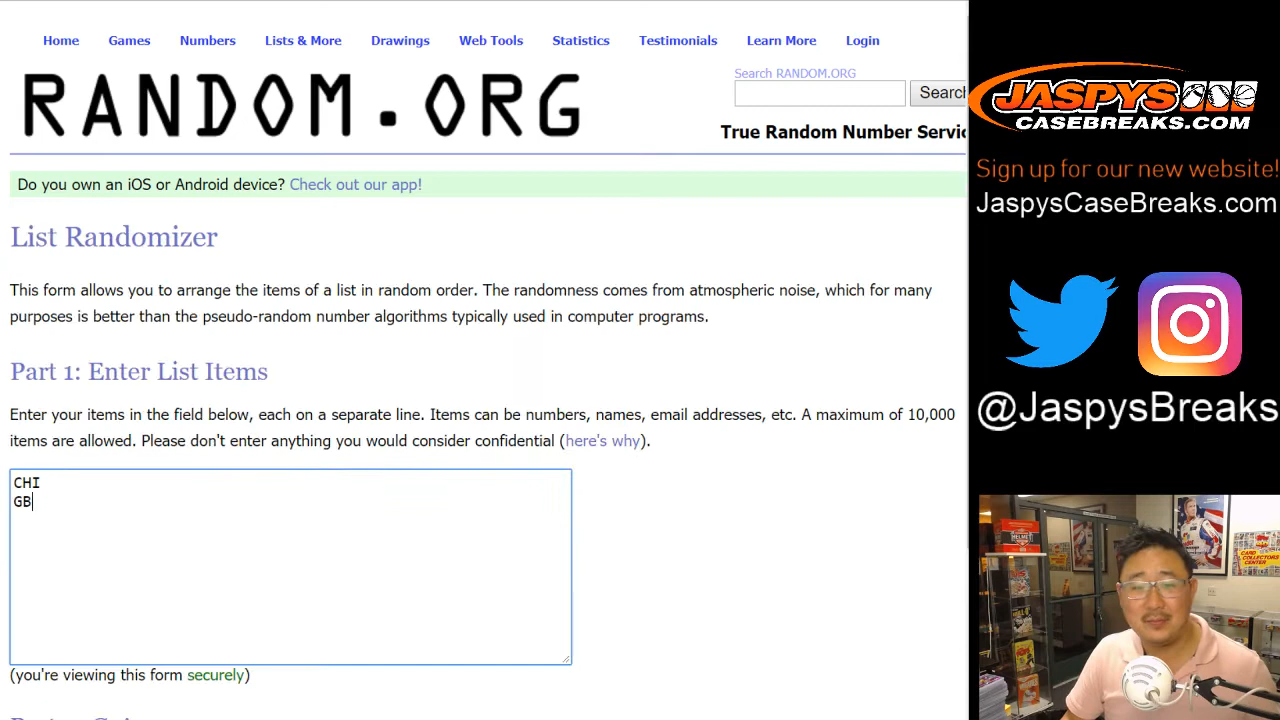 Home Games Numbers Lists & More Drawings Web Tools Statistics Testimonials Learn More Login
RANDOM.ORG
Search RANDOM.ORG
Search
True Random Number Servic
Do you own an iOS or Android device? Check out our app!
List Randomizer
This form allows you to arrange the items of a list in random order. The randomness comes from atmospheric noise, which for many
purposes is better than the pseudo-random number algorithms typically used in computer programs.
Part 1: Enter List Items
Enter your items in the field below, each on a separate line. Items can be numbers, names, email addresses, etc. A maximum of 10,000
items are allowed. Please don't enter anything you would consider confidential (here's why).
CHI
GB
(you're viewing this form securely)
JASPYS
CASEBREAKS.COM
Sign up for our new website!
JaspysCaseBreaks.com
@JaspysBreaks
HELMET
CARD
COLLECTORS
CENTER